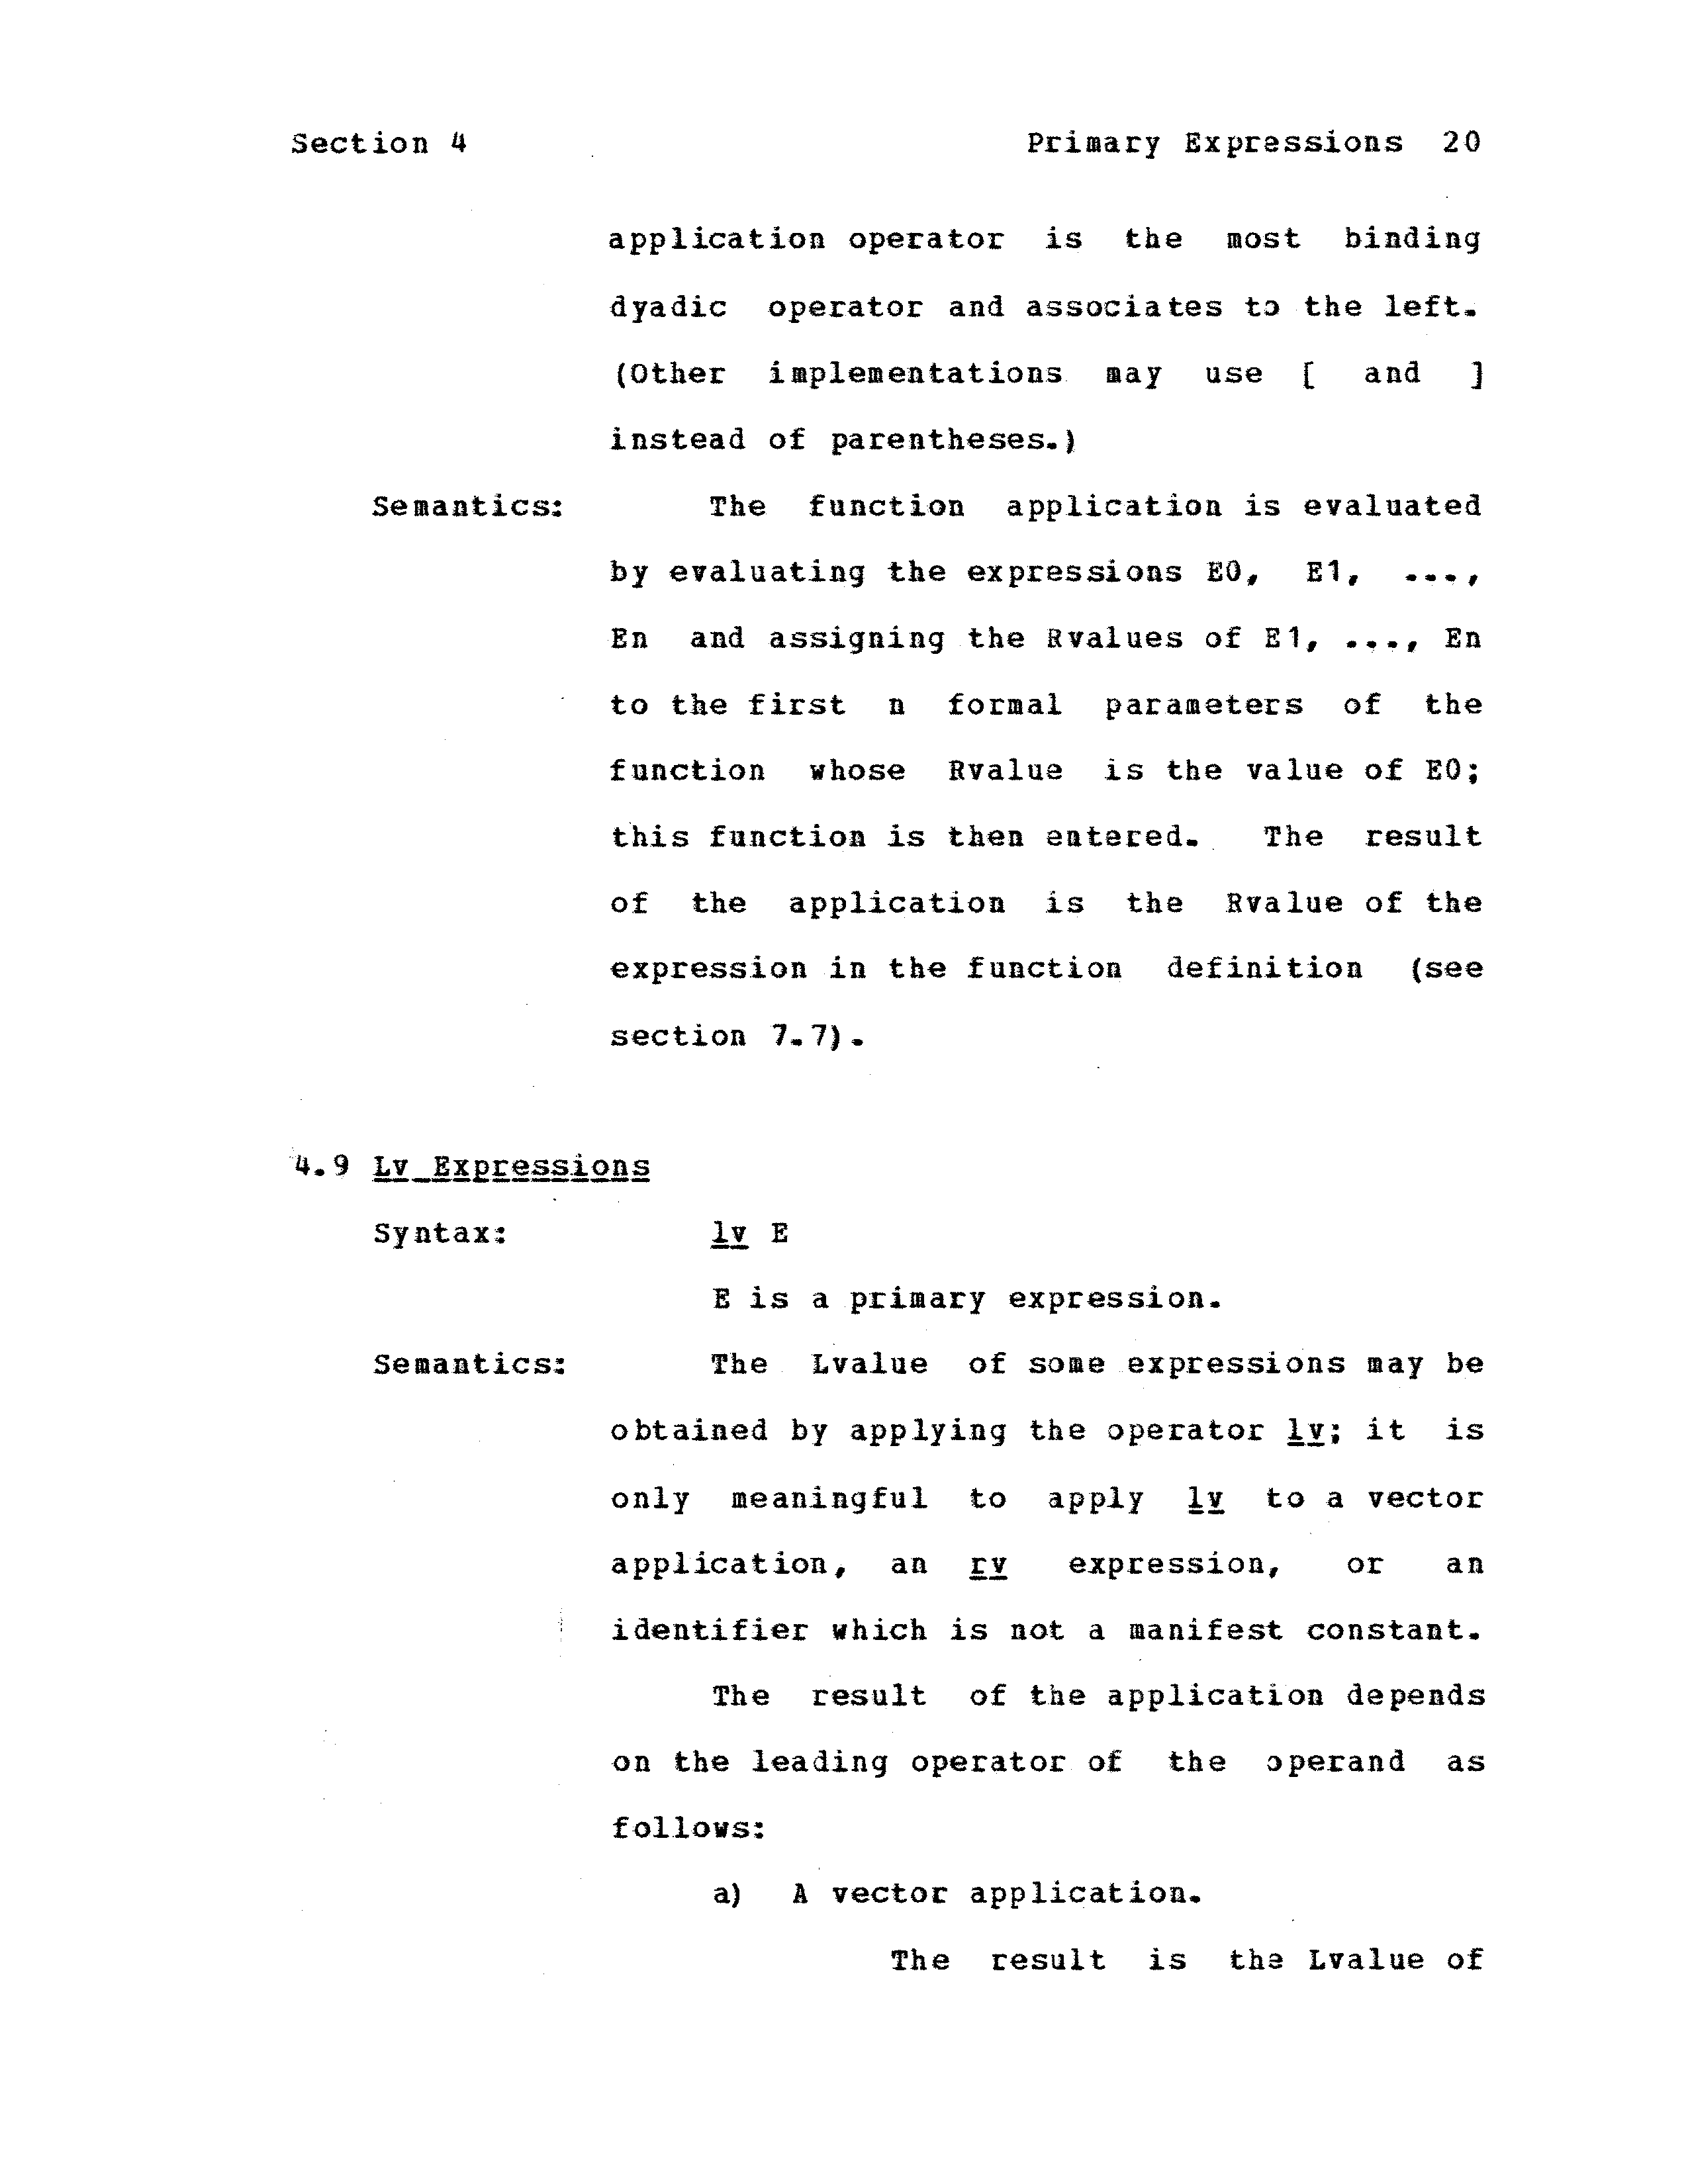 Section 4 Primary Expressions 20
application operator is the most binding
dyadic operator and associates to the left.
(Other implementations may use [ and ]
instead of parentheses.)
Semantics: The function application is evaluated
by evaluating the expressions E0, E1, ...,
En and assigning the Rvalues of E1, ..., En
to the first n formal parameters of the
function whose Rvalue is the value of E0;
this function is then entered. The result
of the application is the Rvalue of the
expression in the function definition (see
section 7.7).
4.9 Lv Expressions
Syntax: lv E
E is a primary expression.
Semantics: The Lvalue of some expressions may be
obtained by applying the operator lv; it is
only meaningful to apply lv to a vector
application, an rv expression, or an
identifier which is not a manifest constant.
The result of the application depends
on the leading operator of the operand as
follows:
a) A vector application.
The result is the Lvalue of